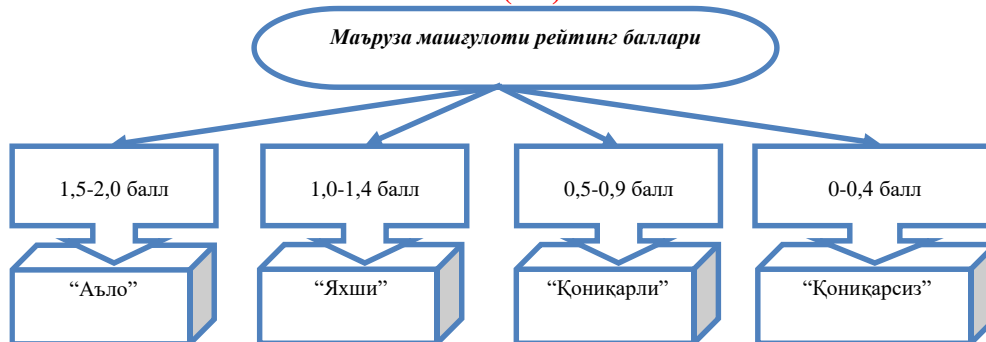 Маъруза машғулоти рейтинг баллари
1,5-2,0 балл
1,0-1,4 балл
0,5-0,9 балл
0-0,4 балл
“Аъло”
“Яхши”
“Қониқарли”
“Қониқарсиз”